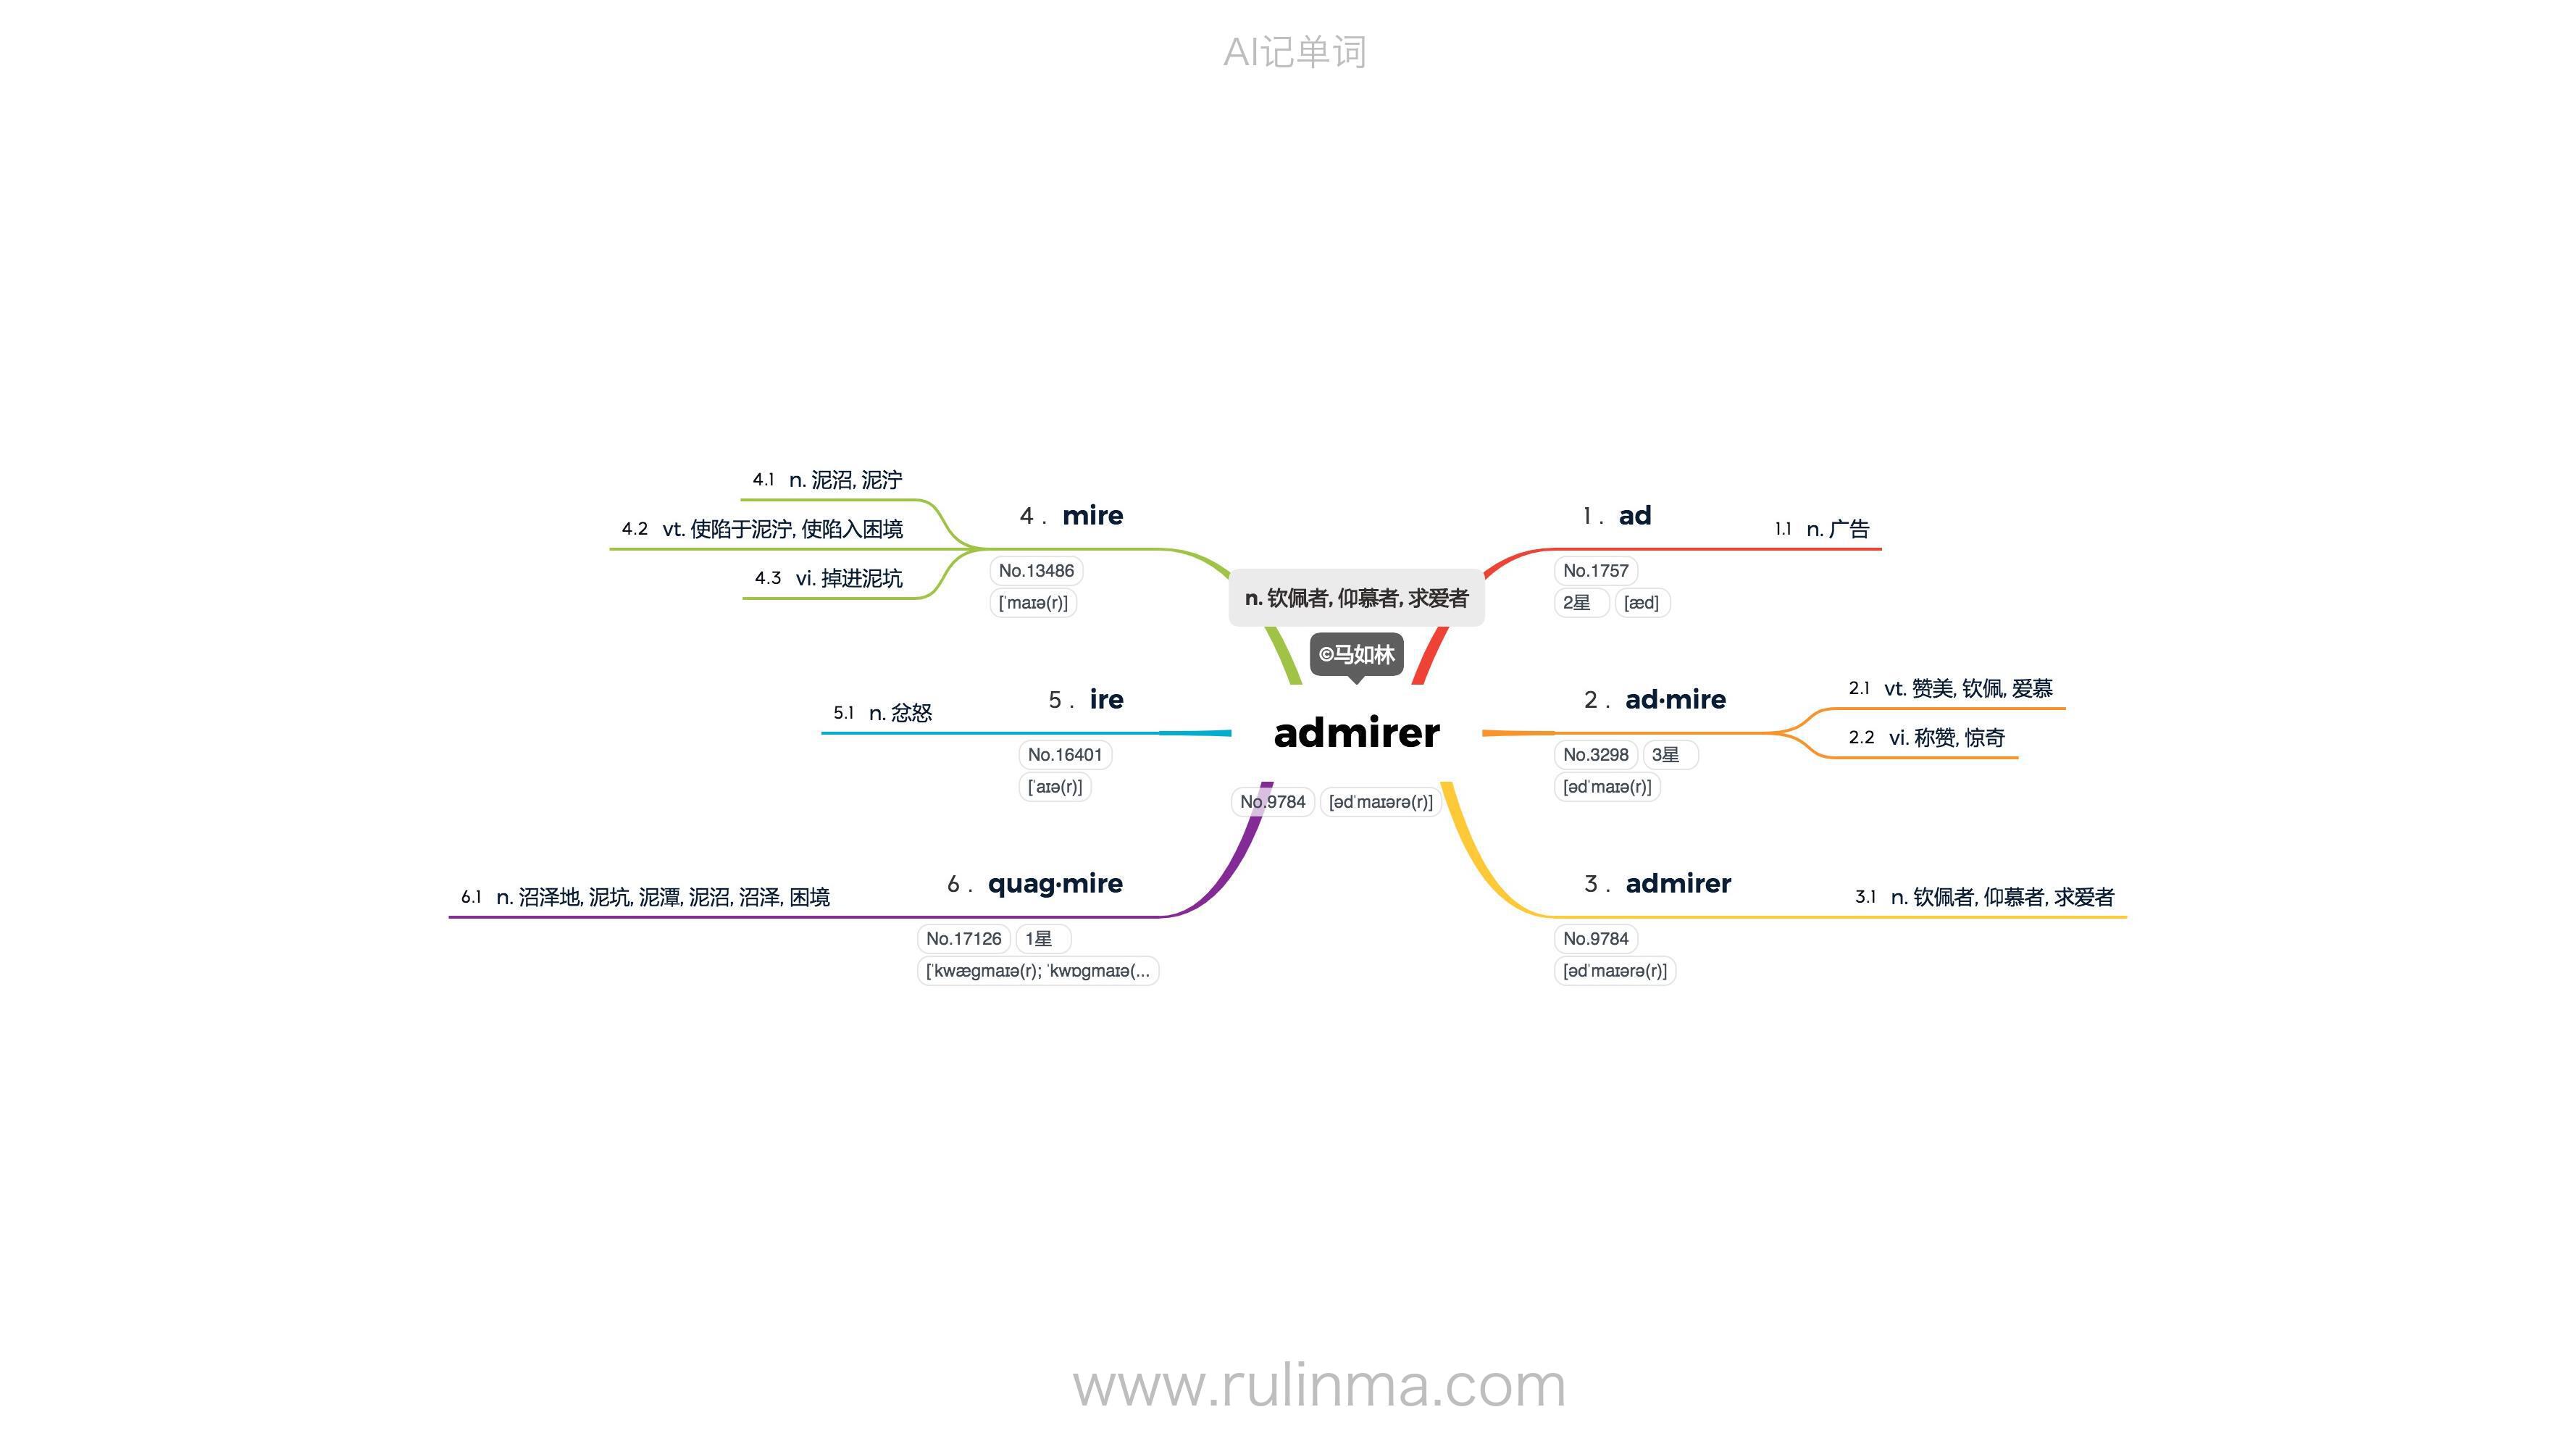 AI记单词
n. 钦佩者, 仰慕者, 求爱者
©马如林
admirer
No.9784 [ədˈmaɪərə(r)]
1. ad
No.1757
2星 [æd]
1.1 n. 广告
2. ad·mire
No.3298 3星
[ədˈmaɪə(r)]
2.1 vt. 赞美, 钦佩, 爱慕
2.2 vi. 称赞, 惊奇
3. admirer
No.9784
[ədˈmaɪərə(r)]
3.1 n. 钦佩者, 仰慕者, 求爱者
4. mire
No.13486
[ˈmaɪə(r)]
4.1 n. 泥沼, 泥泞
4.2 vt. 使陷于泥泞, 使陷入困境
4.3 vi. 掉进泥坑
5. ire
No.16401
[ˈaɪə(r)]
5.1 n. 忿怒
6. quag·mire
No.17126 1星
[ˈkwægmaɪə(r); ˈkwɒgmaɪə(...
6.1 n. 沼泽地, 泥坑, 泥潭, 泥沼, 沼泽, 困境
www.rulinma.com